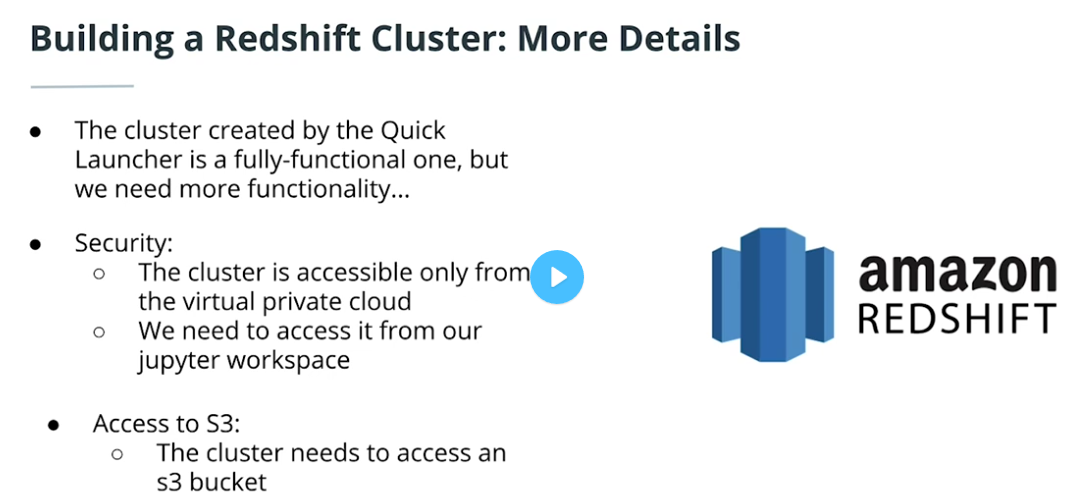 Building a Redshift Cluster: More Details
● The cluster created by the Quick
Launcher is a fully-functional one, but
we need more functionality...
● Security:
○ The cluster is accessible only from
the virtual private cloud
○ We need to access it from our
jupyter workspace
● Access to S3:
○ The cluster needs to access an
s3 bucket
amazon
REDSHIFT